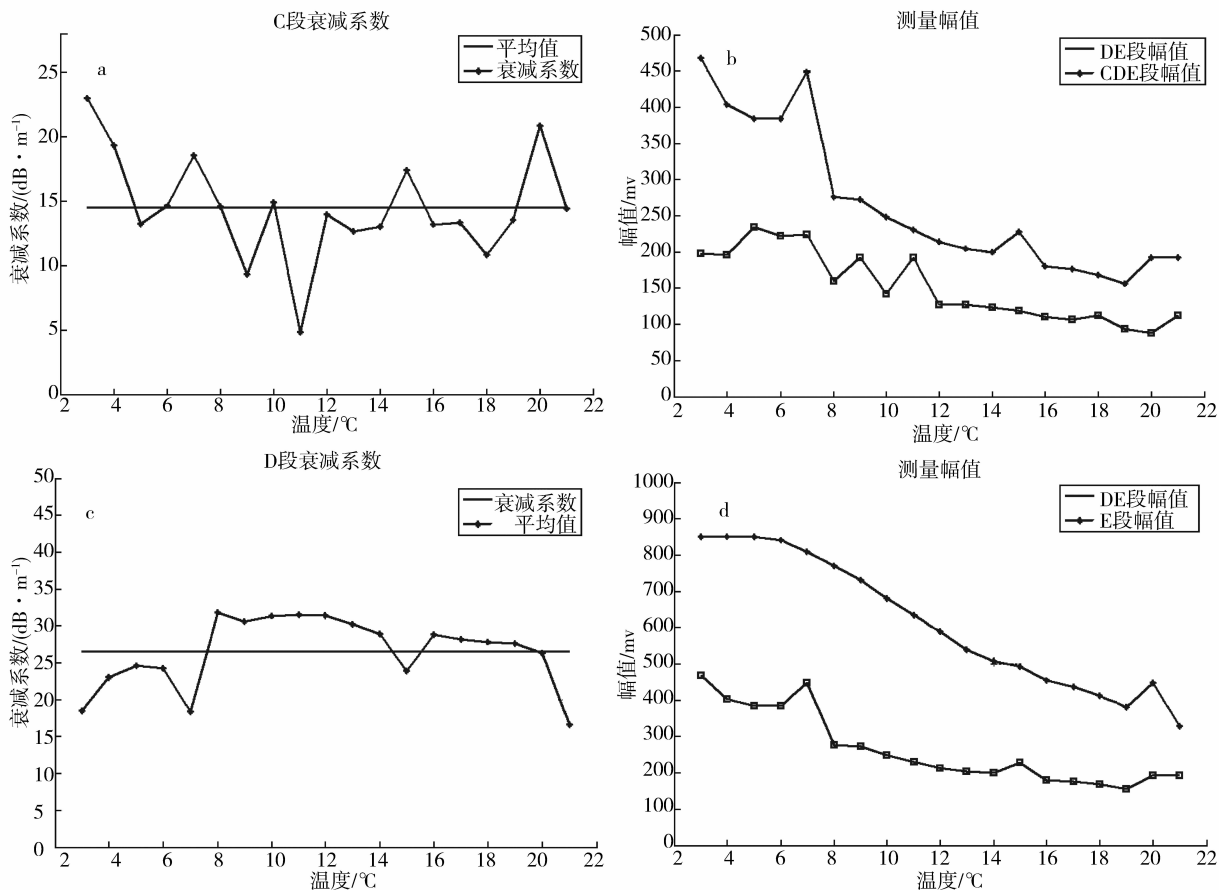 C段衰减系数
a
平均值
衰减系数
25
20
15
10
5
0
衰减系数/(dB·m⁻¹)
2 4 6 8 10 12 14 16 18 20 22
温度/℃
测量幅值
b
DE段幅值
CDE段幅值
500
450
400
350
300
250
200
150
100
50
0
幅值/mv
2 4 6 8 10 12 14 16 18 20 22
温度/℃
D段衰减系数
c
衰减系数
平均值
50
45
40
35
30
25
20
15
10
5
0
衰减系数/(dB·m⁻¹)
2 4 6 8 10 12 14 16 18 20 22
温度/℃
测量幅值
d
DE段幅值
E段幅值
1000
900
800
700
600
500
400
300
200
100
0
幅值/mv
2 4 6 8 10 12 14 16 18 20 22
温度/℃